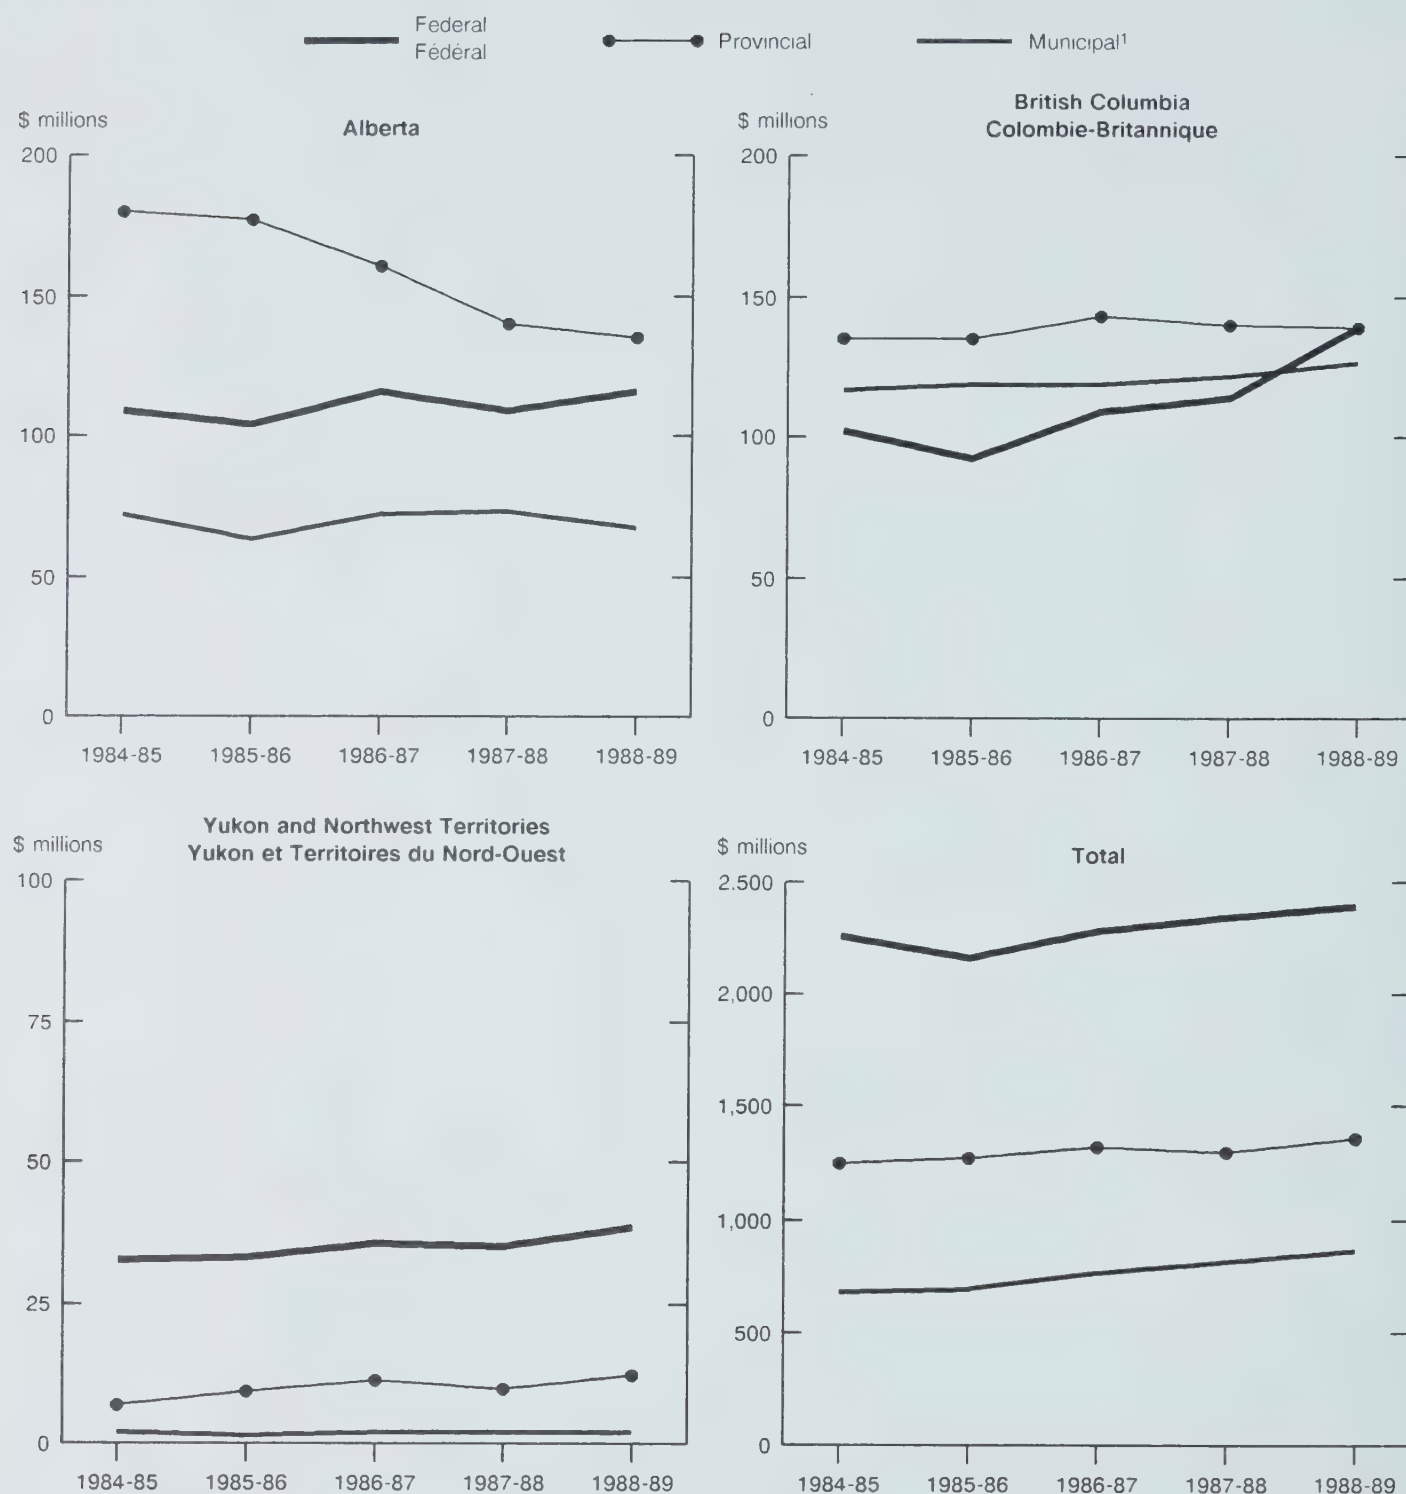 Federal
Fédéral
Provincial
Municipal¹
$ millions
Alberta
200
150
100
50
0
1984-85 1985-86 1986-87 1987-88 1988-89
$ millions
British Columbia
Colombie-Britannique
200
150
100
50
0
1984-85 1985-86 1986-87 1987-88 1988-89
$ millions
Yukon and Northwest Territories
Yukon et Territoires du Nord-Ouest
100
75
50
25
0
1984-85 1985-86 1986-87 1987-88 1988-89
$ millions
Total
2.500
2,000
1,500
1,000
500
0
1984-85 1985-86 1986-87 1987-88 1988-89